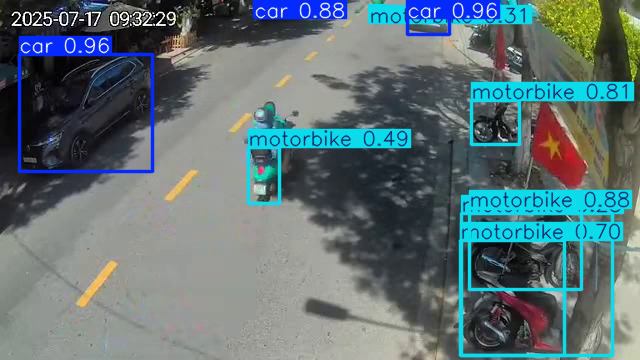 2025-07-17 09:32:29
car 0.88
car 0.96
car 0.96
motorbike 0.81
motorbike 0.49
motorbike 0.88
motorbike 0.70